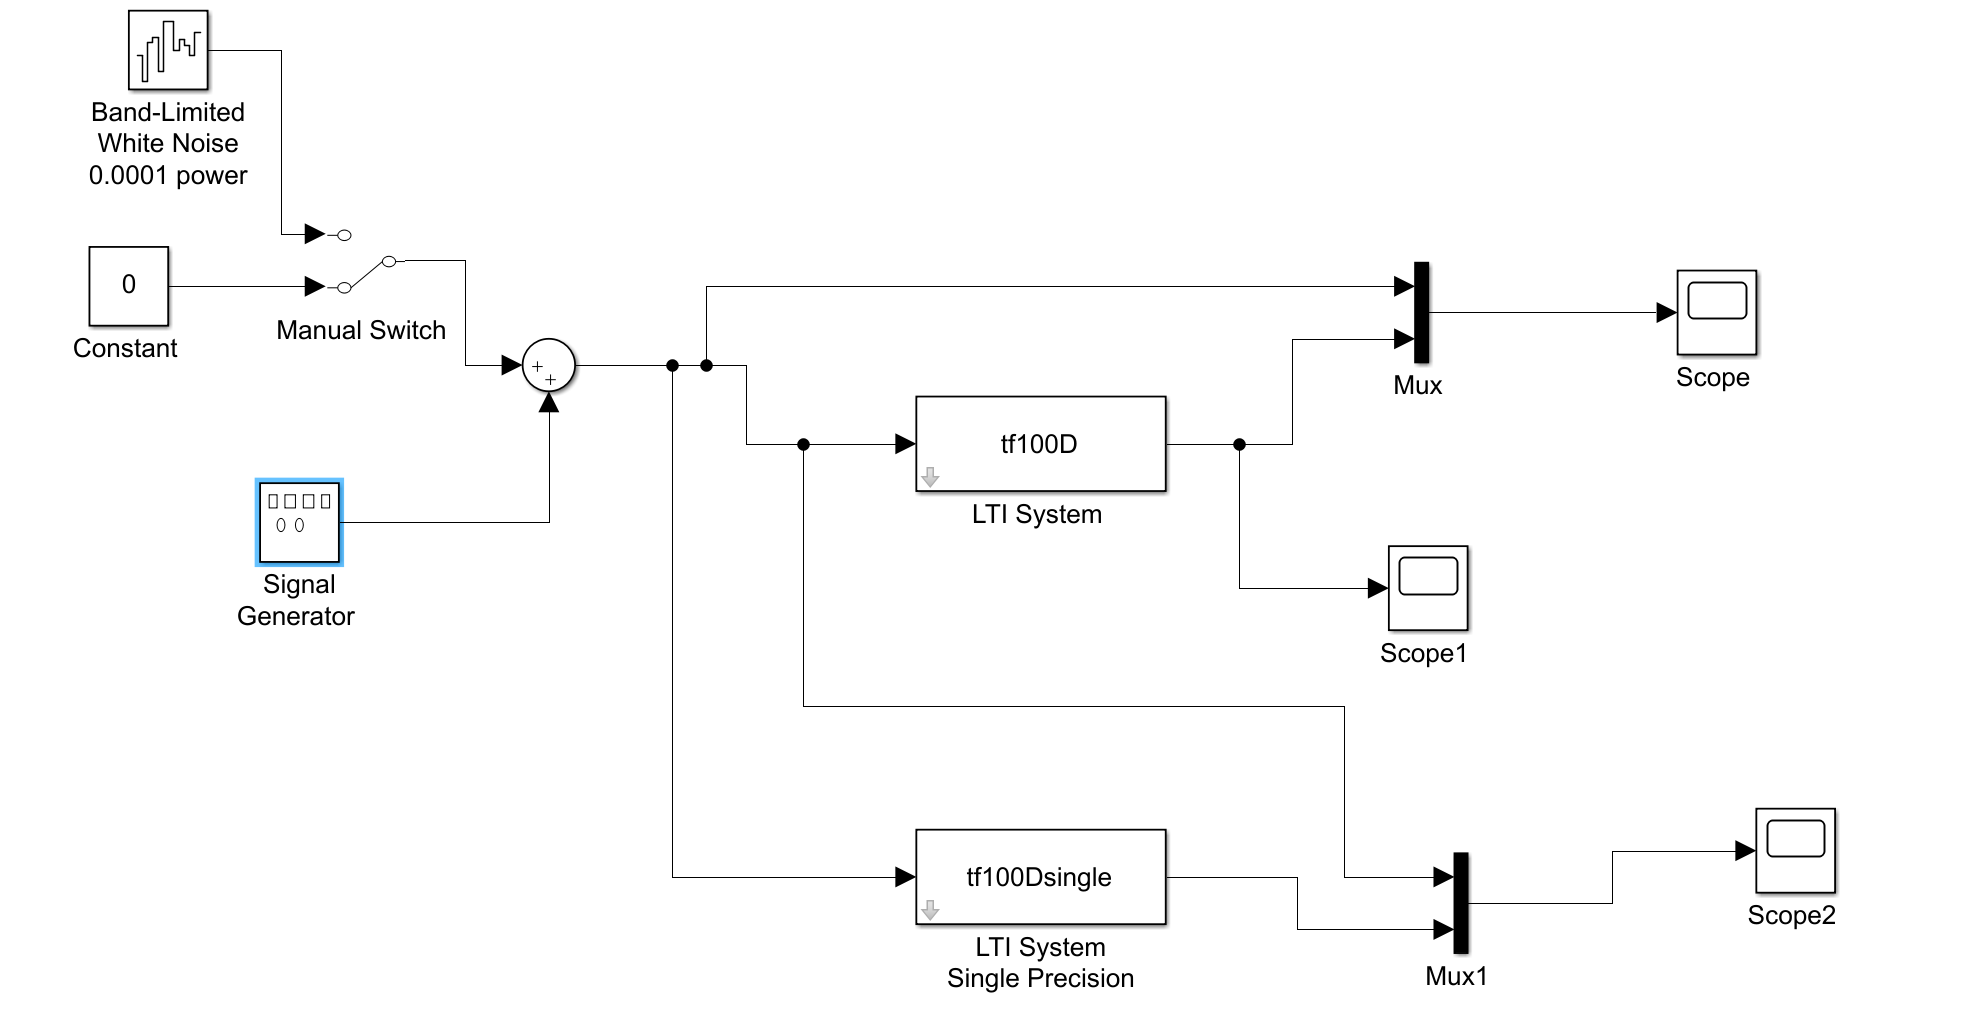 Band-Limited
White Noise
0.0001 power
0
Constant
Manual Switch
+
+
Signal
Generator
tf100D
LTI System
Mux
Scope
Scope1
tf100Dsingle
LTI System
Single Precision
Mux1
Scope2